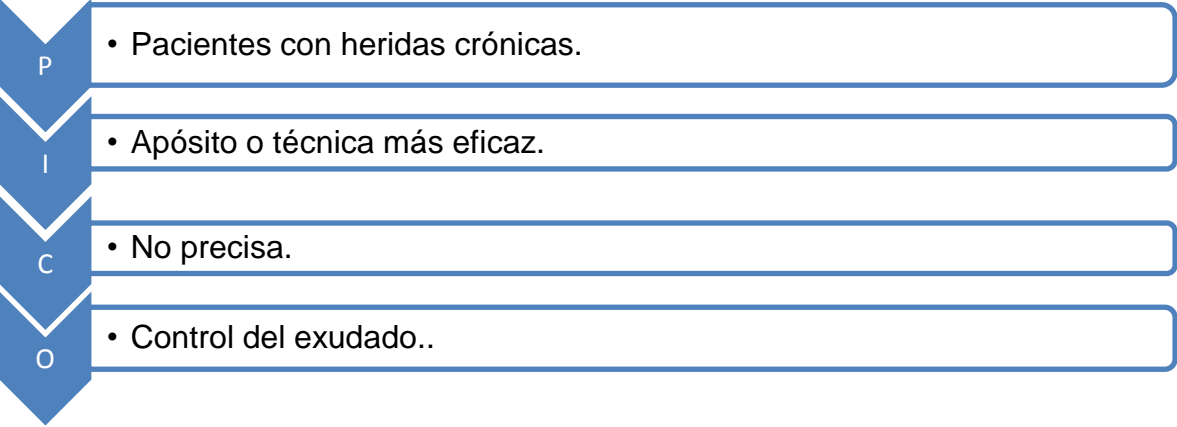 P
• Pacientes con heridas crónicas.
I
• Apósito o técnica más eficaz.
C
• No precisa.
O
• Control del exudado..